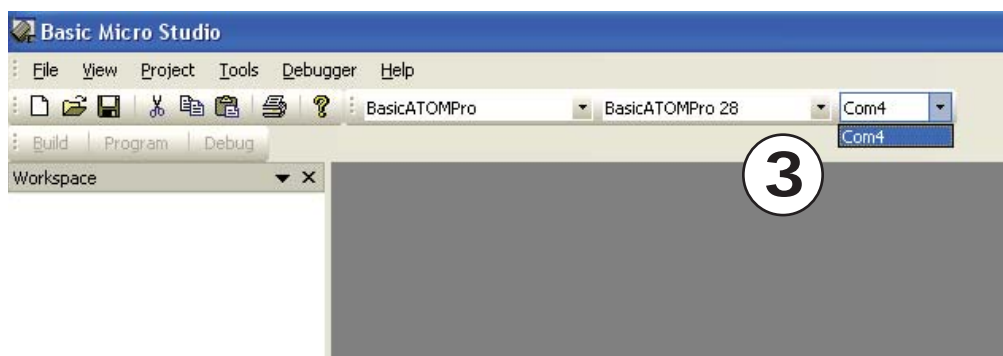 Basic Micro Studio
File View Project Tools Debugger Help
BasicATOMPro BasicATOMPro 28 Com4
Com4
Build Program Debug
Workspace
3